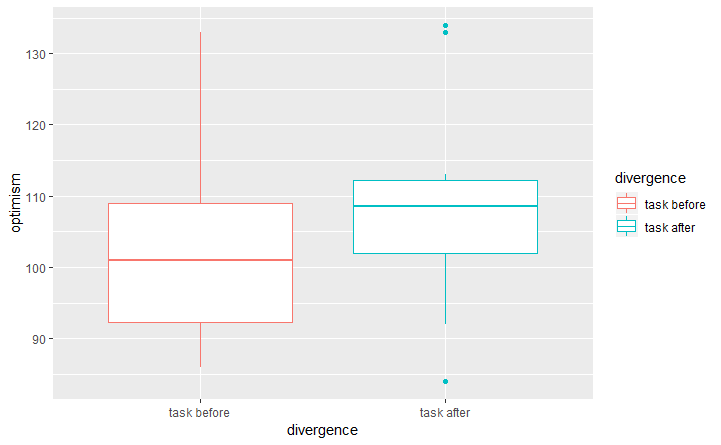 optimism
130
120
110
100
90
task before
task after
divergence
divergence
task before
task after